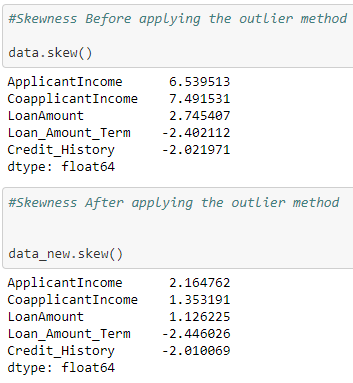 #Skewness Before applying the outlier method
data.skew()
ApplicantIncome 6.539513
CoapplicantIncome 7.491531
LoanAmount 2.745407
Loan_Amount_Term -2.402112
Credit_History -2.021971
dtype: float64
#Skewness After applying the outlier method
data_new.skew()
ApplicantIncome 2.164762
CoapplicantIncome 1.353191
LoanAmount 1.126225
Loan_Amount_Term -2.446026
Credit_History -2.010069
dtype: float64